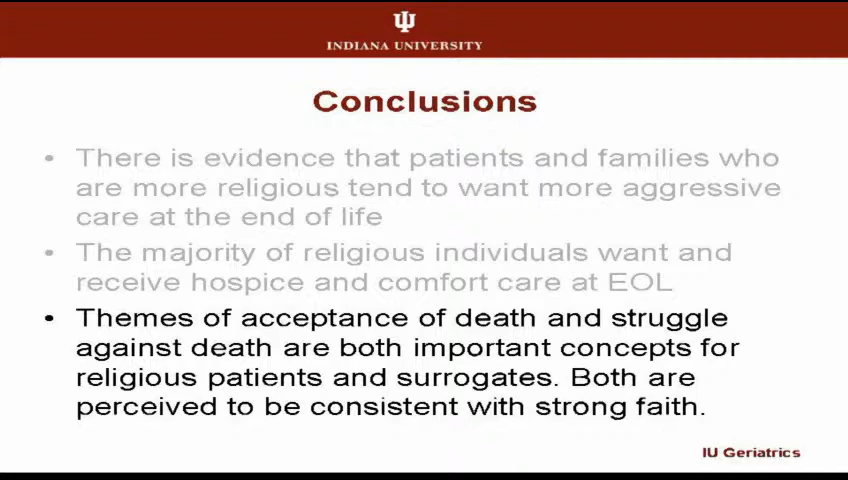 INDIANA UNIVERSITY
Conclusions
• There is evidence that patients and families who
are more religious tend to want more aggressive
care at the end of life
• The majority of religious individuals want and
receive hospice and comfort care at EOL
• Themes of acceptance of death and struggle
against death are both important concepts for
religious patients and surrogates. Both are
perceived to be consistent with strong faith.
IU Geriatrics